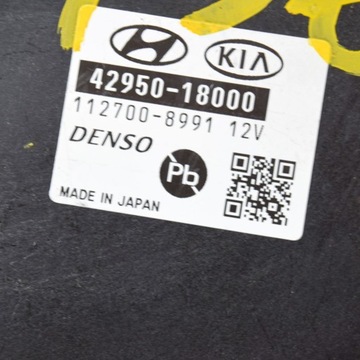 KIA
42950-18000
112700-8991 12V
DENSO
Pb
MADE IN JAPAN